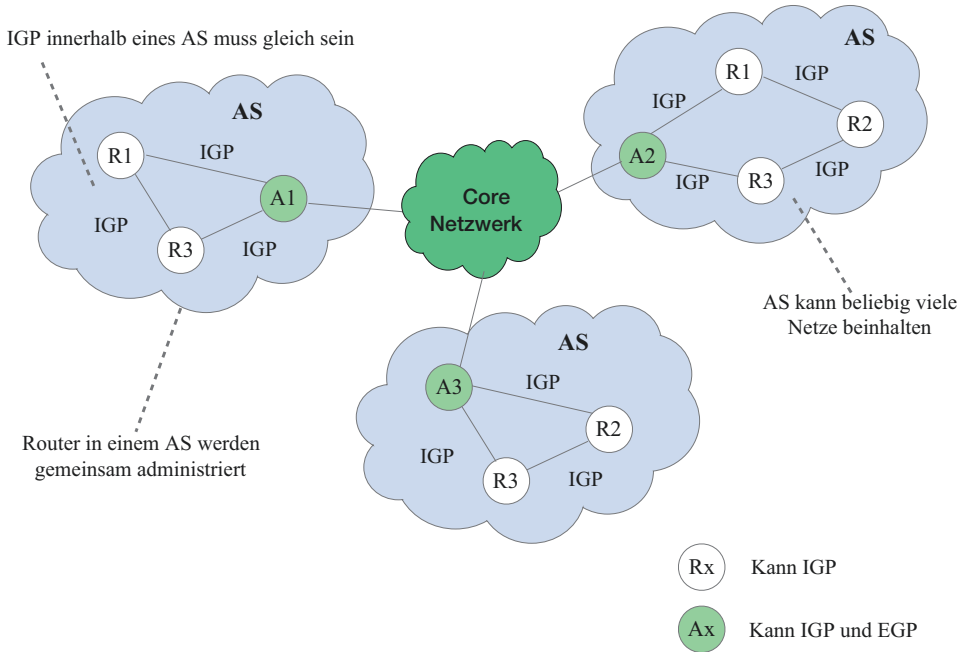 IGP innerhalb eines AS muss gleich sein
AS
R1
IGP
A1
IGP
R3
IGP
Core
Netzwerk
AS
R1
IGP
IGP
R2
A2
IGP
IGP
R3
AS kann beliebig viele
Netze beinhalten
AS
A3
IGP
R2
IGP
R3
IGP
Router in einem AS werden
gemeinsam administriert
Rx
Kann IGP
Ax
Kann IGP und EGP